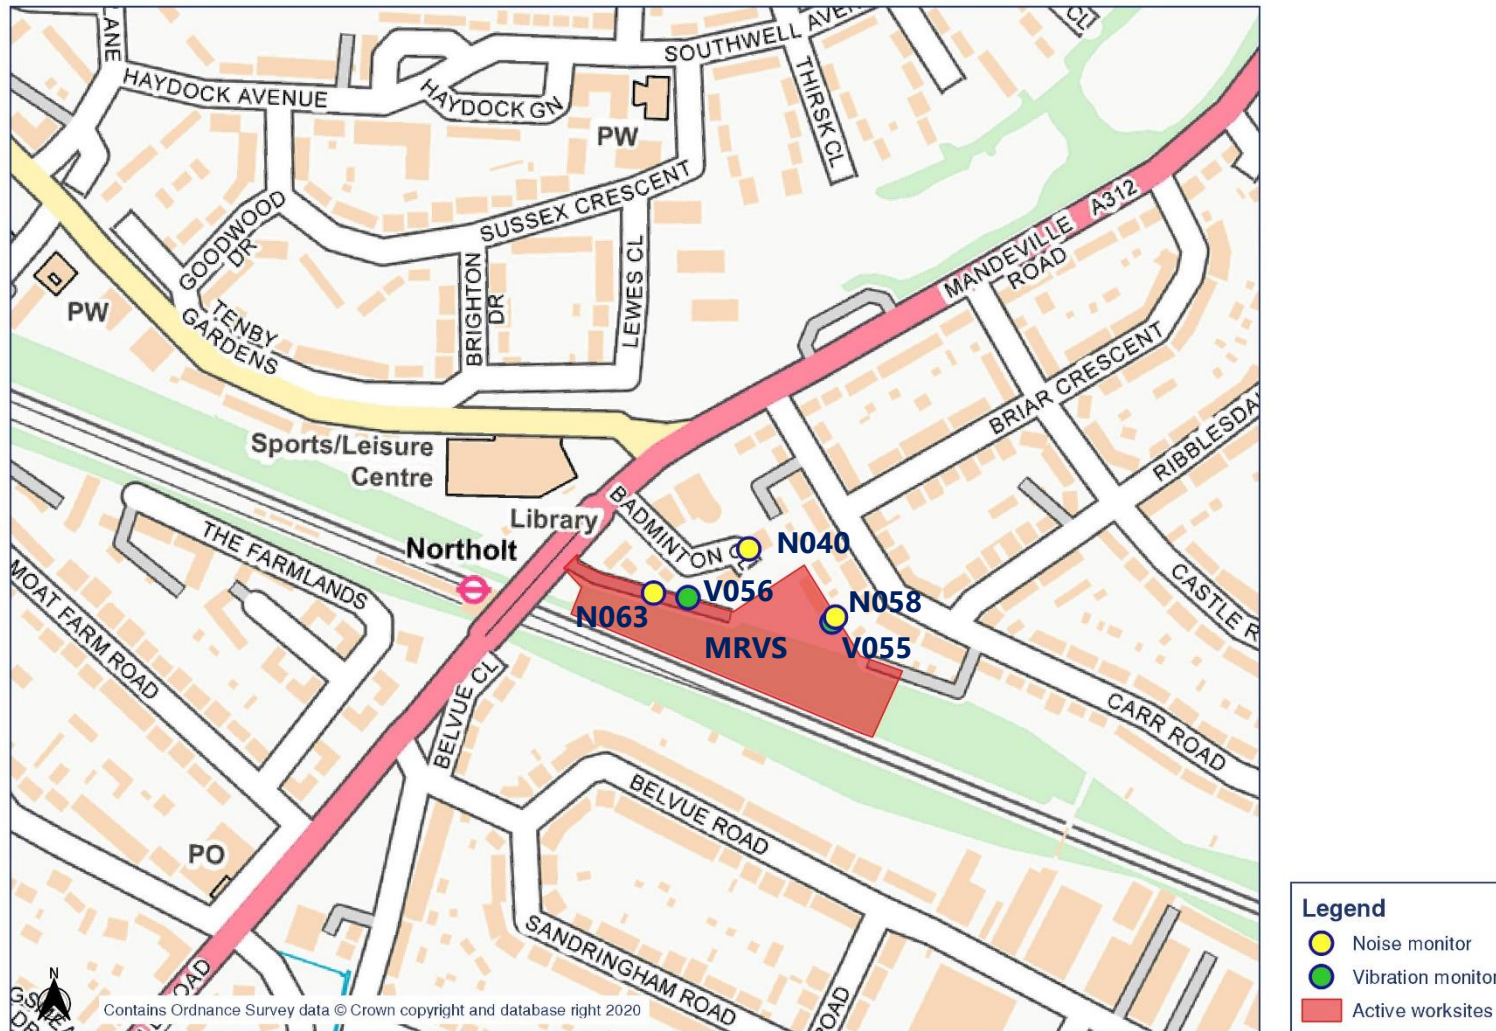 SOUTHWELL AVEN
CL
LANE
HAYDOCK AVENUE
HAYDOCK GN
THIRSK CL
PW
SUSSEX CRESCENT
MANDEVILLE
ROAD
A312
GOODWOOD
DR
BRIGHTON
DR
LEWES CL
PW
TENBY
GARDENS
BRIAR CRESCENT
RIBBLESDA
Sports/Leisure
Centre
Library
BADMINTON CL
Northolt
THE FARMLANDS
MOAT FARM ROAD
N040
V056
N063
N058
MRVS
V055
CASTLE R
BELVUE CL
CARR ROAD
BELVUE ROAD
PO
SANDRINGHAM ROAD
ROAD
ROAD
N
Contains Ordnance Survey data © Crown copyright and database right 2020
Legend
Noise monitor
Vibration monitor
Active worksites